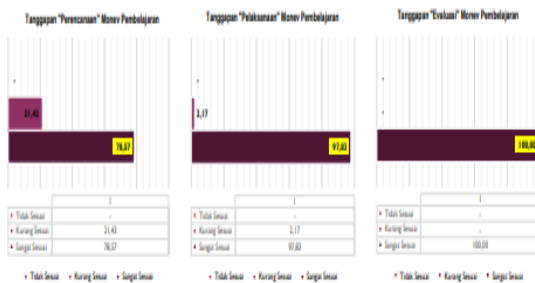 Tanggapan "Perencanaan" Monev Pembelajaran
-
21,43
78,57
1
Tidak Sesuai -
Kurang Sesuai 21,43
Sangat Sesuai 78,57
Tidak Sesuai Kurang Sesuai Sangat Sesuai
Tanggapan "Pelaksanaan" Monev Pembelajaran
-
2,17
97,83
1
Tidak Sesuai -
Kurang Sesuai 2,17
Sangat Sesuai 97,83
Tidak Sesuai Kurang Sesuai Sangat Sesuai
Tanggapan "Evaluasi" Monev Pembelajaran
-
-
100,00
1
Tidak Sesuai -
Kurang Sesuai -
Sangat Sesuai 100,00
Tidak Sesuai Kurang Sesuai Sangat Sesuai